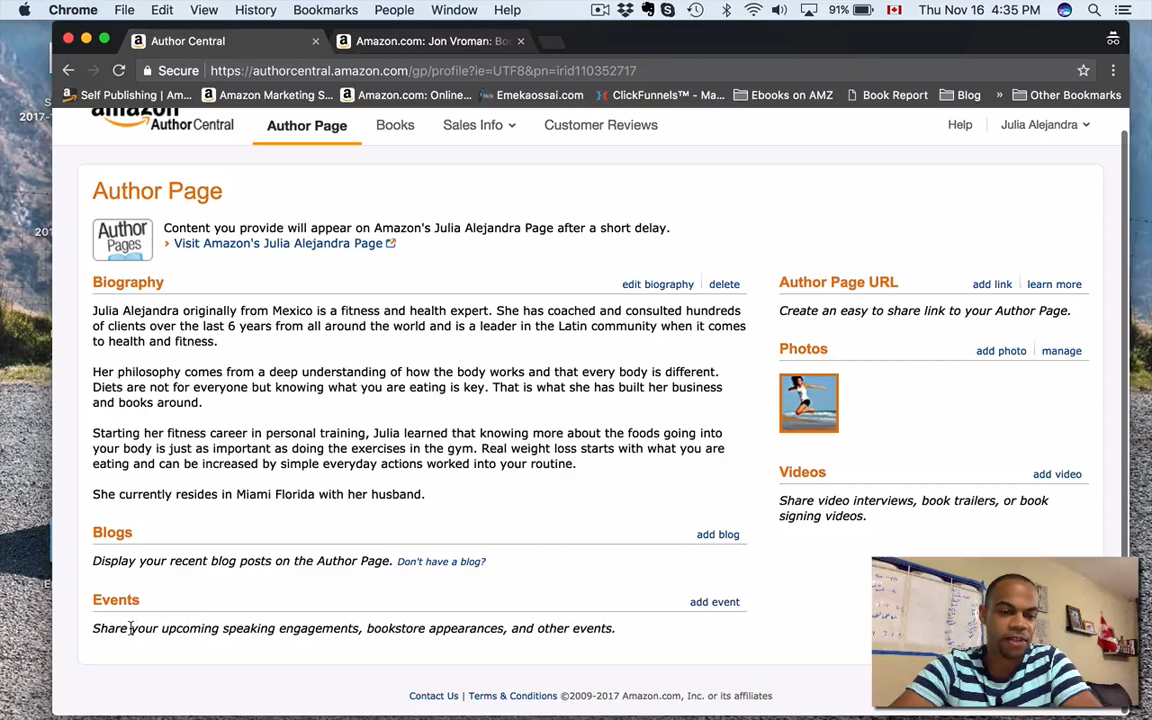 Chrome File Edit View History Bookmarks People Window Help 91% Thu Nov 16 4:35 PM
Author Central Amazon.com: Jon Vroman: Bo
Secure https://authorcentral.amazon.com/gp/profile?ie=UTF8&pn=irid110352717
Self Publishing | Am... Amazon Marketing S... Amazon.com: Online... Emekaossai.com ClickFunnels™ - Ma... Ebooks on AMZ Book Report Blog » Other Bookmarks
2017-1
amazon
AuthorCentral Author Page Books Sales Info Customer Reviews Help Julia Alejandra
Author Page
Author
Pages
Content you provide will appear on Amazon's Julia Alejandra Page after a short delay.
› Visit Amazon's Julia Alejandra Page
Biography edit biography | delete
Julia Alejandra originally from Mexico is a fitness and health expert. She has coached and consulted hundreds
of clients over the last 6 years from all around the world and is a leader in the Latin community when it comes
to health and fitness.
Her philosophy comes from a deep understanding of how the body works and that every body is different.
Diets are not for everyone but knowing what you are eating is key. That is what she has built her business
and books around.
Starting her fitness career in personal training, Julia learned that knowing more about the foods going into
your body is just as important as doing the exercises in the gym. Real weight loss starts with what you are
eating and can be increased by simple everyday actions worked into your routine.
She currently resides in Miami Florida with her husband.
Blogs add blog
Display your recent blog posts on the Author Page. Don't have a blog?
Events add event
Share your upcoming speaking engagements, bookstore appearances, and other events.
Author Page URL add link | learn more
Create an easy to share link to your Author Page.
Photos add photo | manage
Videos add video
Share video interviews, book trailers, or book
signing videos.
Contact Us | Terms & Conditions ©2009-2017 Amazon.com, Inc. or its affiliates